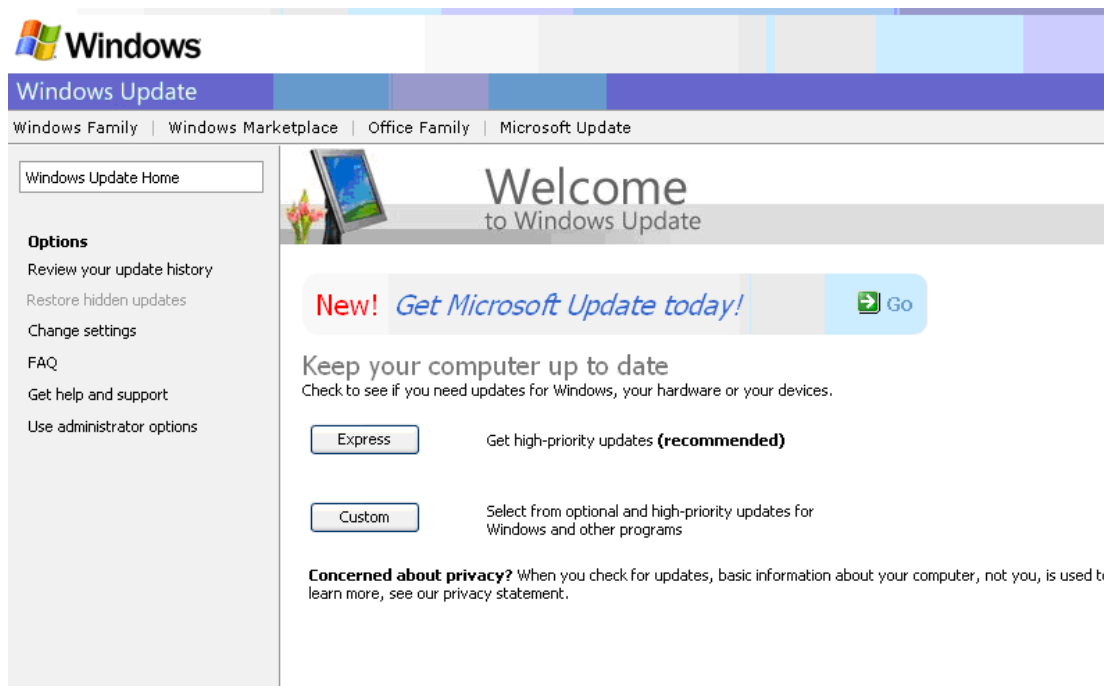 Windows
Windows Update
Windows Family | Windows Marketplace | Office Family | Microsoft Update
Windows Update Home
Options
Review your update history
Restore hidden updates
Change settings
FAQ
Get help and support
Use administrator options
Welcome
to Windows Update
New! Get Microsoft Update today! Go
Keep your computer up to date
Check to see if you need updates for Windows, your hardware or your devices.
Express Get high-priority updates (recommended)
Custom Select from optional and high-priority updates for
Windows and other programs
Concerned about privacy? When you check for updates, basic information about your computer, not you, is used
learn more, see our privacy statement.